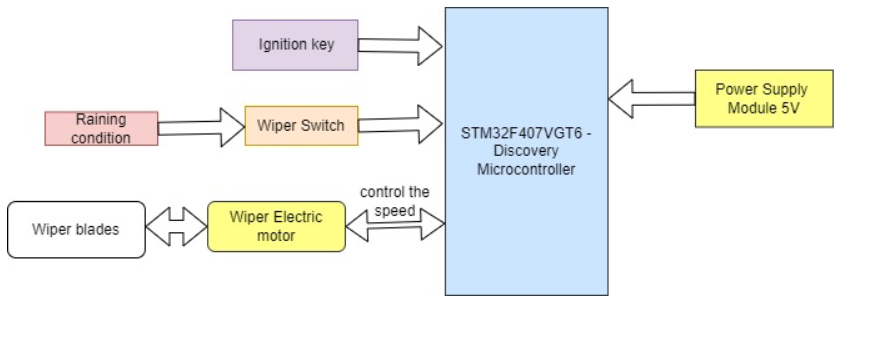 Ignition key
Power Supply
Module 5V
Raining
condition
Wiper Switch
STM32F407VGT6 -
Discovery
Microcontroller
control the
speed
Wiper blades
Wiper Electric
motor